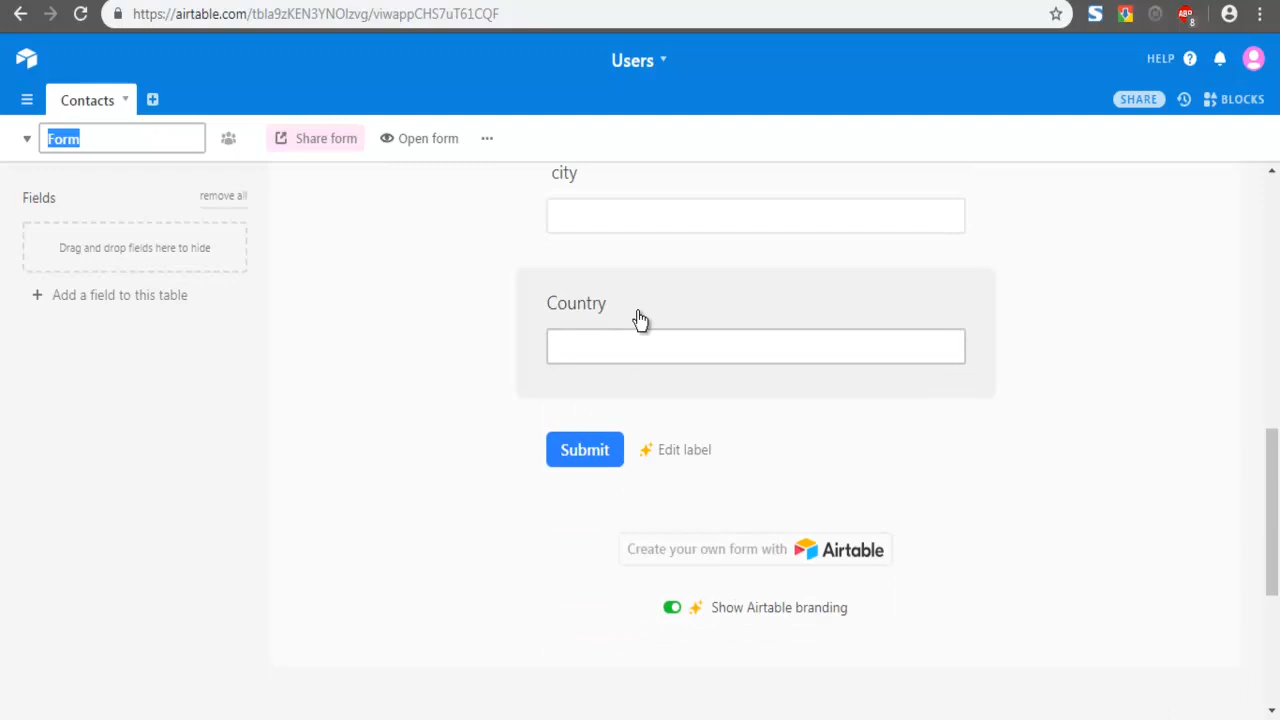 https://airtable.com/tbla9zKEN3YNOIzvg/viwappCHS7uT61CQF
8
Users
HELP
Contacts
SHARE
BLOCKS
Form
Share form
Open form
Fields
remove all
Drag and drop fields here to hide
Add a field to this table
city
Country
Submit
Edit label
Create your own form with Airtable
Show Airtable branding